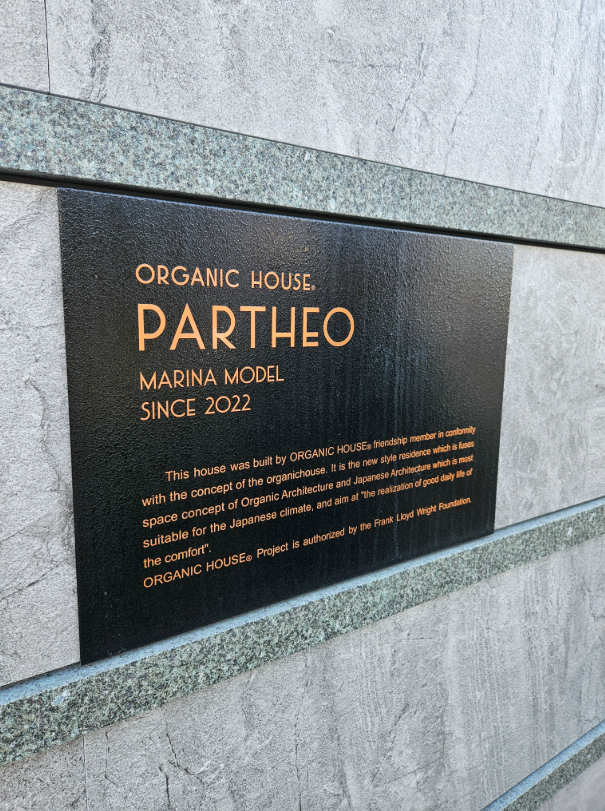 ORGANIC HOUSE®
PARTHEO
MARINA MODEL
SINCE 2022
This house was built by ORGANIC HOUSE® friendship member in conformity
with the concept of the organichouse. It is the new style residence which is fuses
space concept of Organic Architecture and Japanese Architecture which is most
suitable for the Japanese climate, and aim at "the realization of good daily life of
the comfort".
ORGANIC HOUSE® Project is authorized by the Frank Lloyd Wright Foundation.